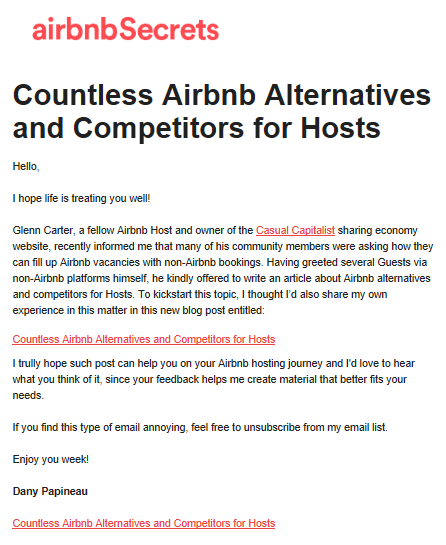 airbnbSecrets
Countless Airbnb Alternatives
and Competitors for Hosts
Hello,
I hope life is treating you well!
Glenn Carter, a fellow Airbnb Host and owner of the Casual Capitalist sharing economy
website, recently informed me that many of his community members were asking how they
can fill up Airbnb vacancies with non-Airbnb bookings. Having greeted several Guests via
non-Airbnb platforms himself, he kindly offered to write an article about Airbnb alternatives
and competitors for Hosts. To kickstart this topic, I thought I'd also share my own
experience in this matter in this new blog post entitled:
Countless Airbnb Alternatives and Competitors for Hosts
I trully hope such post can help you on your Airbnb hosting journey and I'd love to hear
what you think of it, since your feedback helps me create material that better fits your
needs.
If you find this type of email annoying, feel free to unsubscribe from my email list.
Enjoy you week!
Dany Papineau
Countless Airbnb Alternatives and Competitors for Hosts